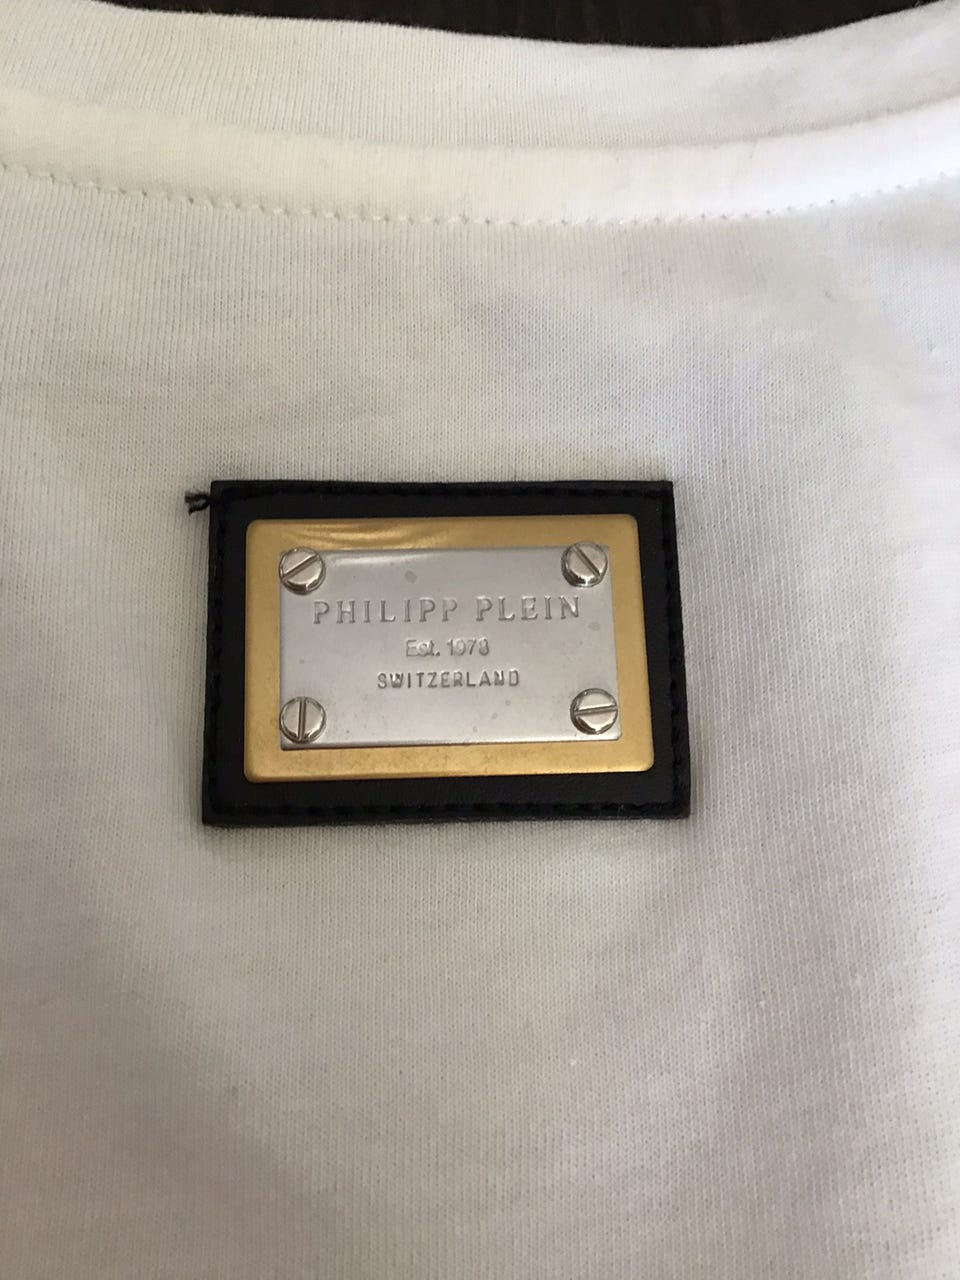 PHILIPP PLEIN
Est. 1978
SWITZERLAND